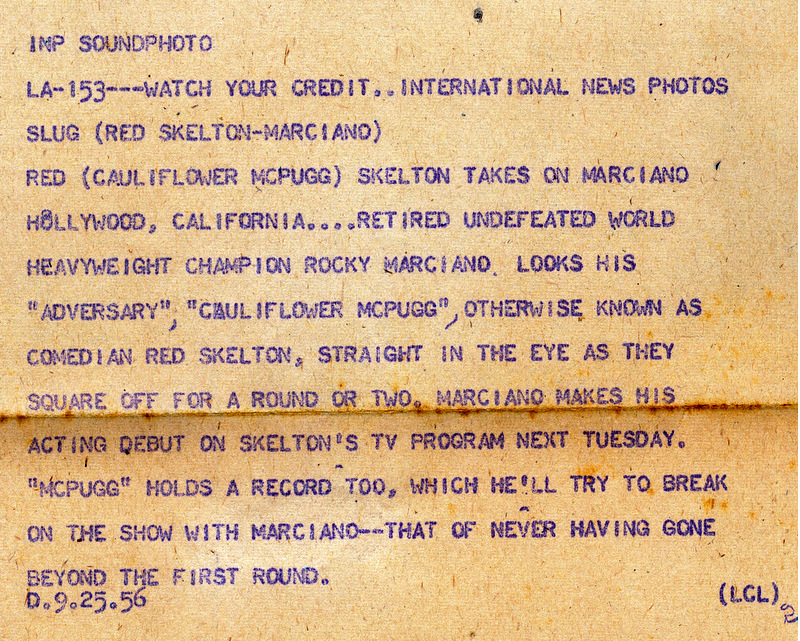 INP SOUNDPHOTO
LA-153---WATCH YOUR CREDIT..INTERNATIONAL NEWS PHOTOS
SLUG (RED SKELTON-MARCIANO)
RED (CAULIFLOWER MCPUGG) SKELTON TAKES ON MARCIANO
HOLLYWOOD, CALIFORNIA....RETIRED UNDEFEATED WORLD
HEAVYWEIGHT CHAMPION ROCKY MARCIANO LOOKS HIS
"ADVERSARY", "CAULIFLOWER MCPUGG", OTHERWISE KNOWN AS
COMEDIAN RED SKELTON, STRAIGHT IN THE EYE AS THEY
SQUARE OFF FOR A ROUND OR TWO. MARCIANO MAKES HIS
ACTING DEBUT ON SKELTON'S TV PROGRAM NEXT TUESDAY.
"MCPUGG" HOLDS A RECORD TOO, WHICH HE'LL TRY TO BREAK
ON THE SHOW WITH MARCIANO--THAT OF NEVER HAVING GONE
BEYOND THE FIRST ROUND.
D.9.25.56 (LCL)